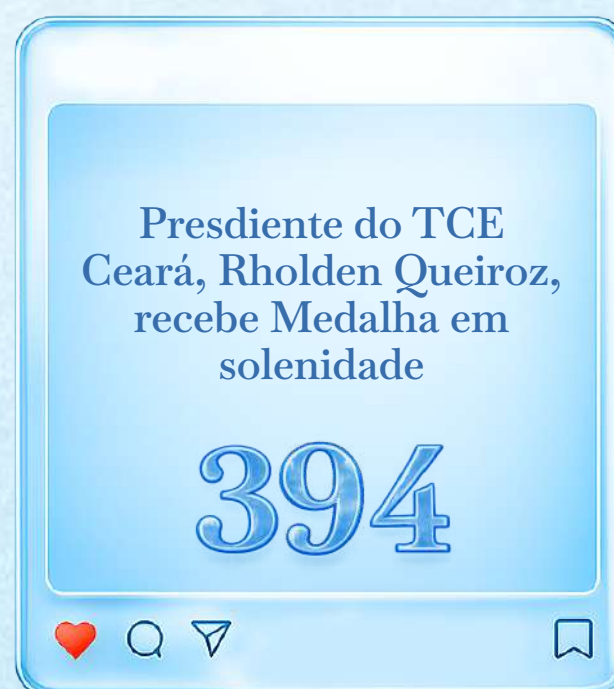 Presdiente do TCE
Ceará, Rholden Queiroz,
recebe Medalha em
solenidade
394